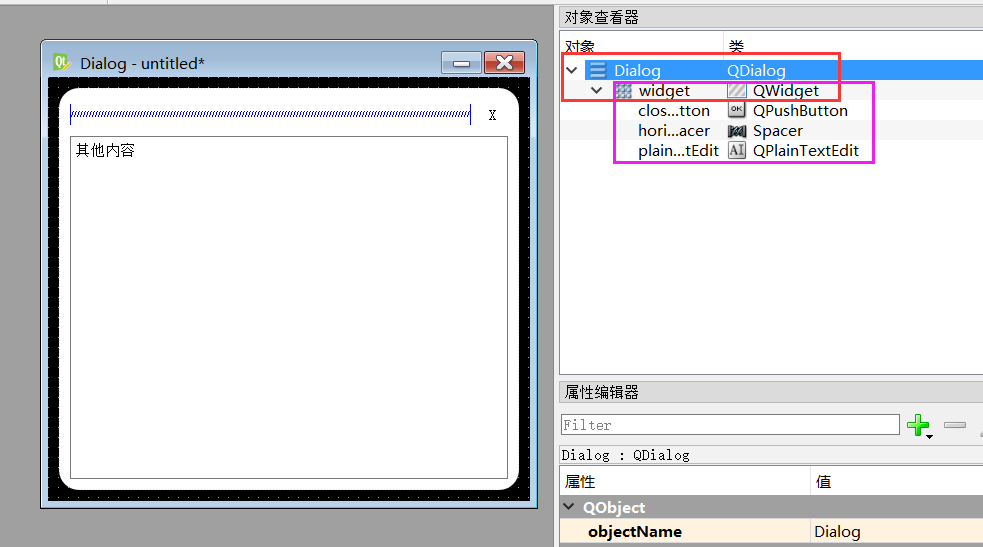 Dialog - untitled*
X
其他内容
对象查看器
对象 类
Dialog QDialog
widget QWidget
clos...tton QPushButton
hori...acer Spacer
plain...tEdit QPlainTextEdit
属性编辑器
Filter
Dialog : QDialog
属性 值
QObject
objectName Dialog